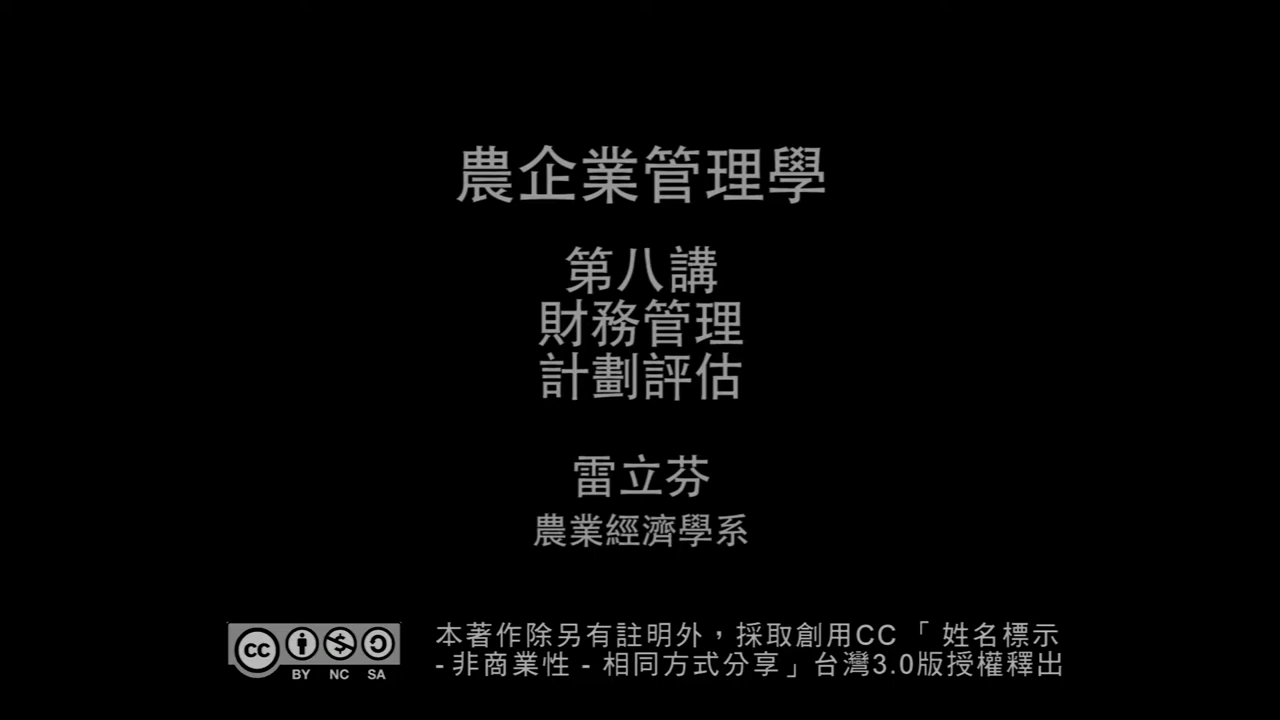 農企業管理學
第八講
財務管理
計劃評估
雷立芬
農業經濟學系
cc BY NC SA
本著作除另有註明外，採取創用CC「姓名標示
-非商業性-相同方式分享」台灣3.0版授權釋出